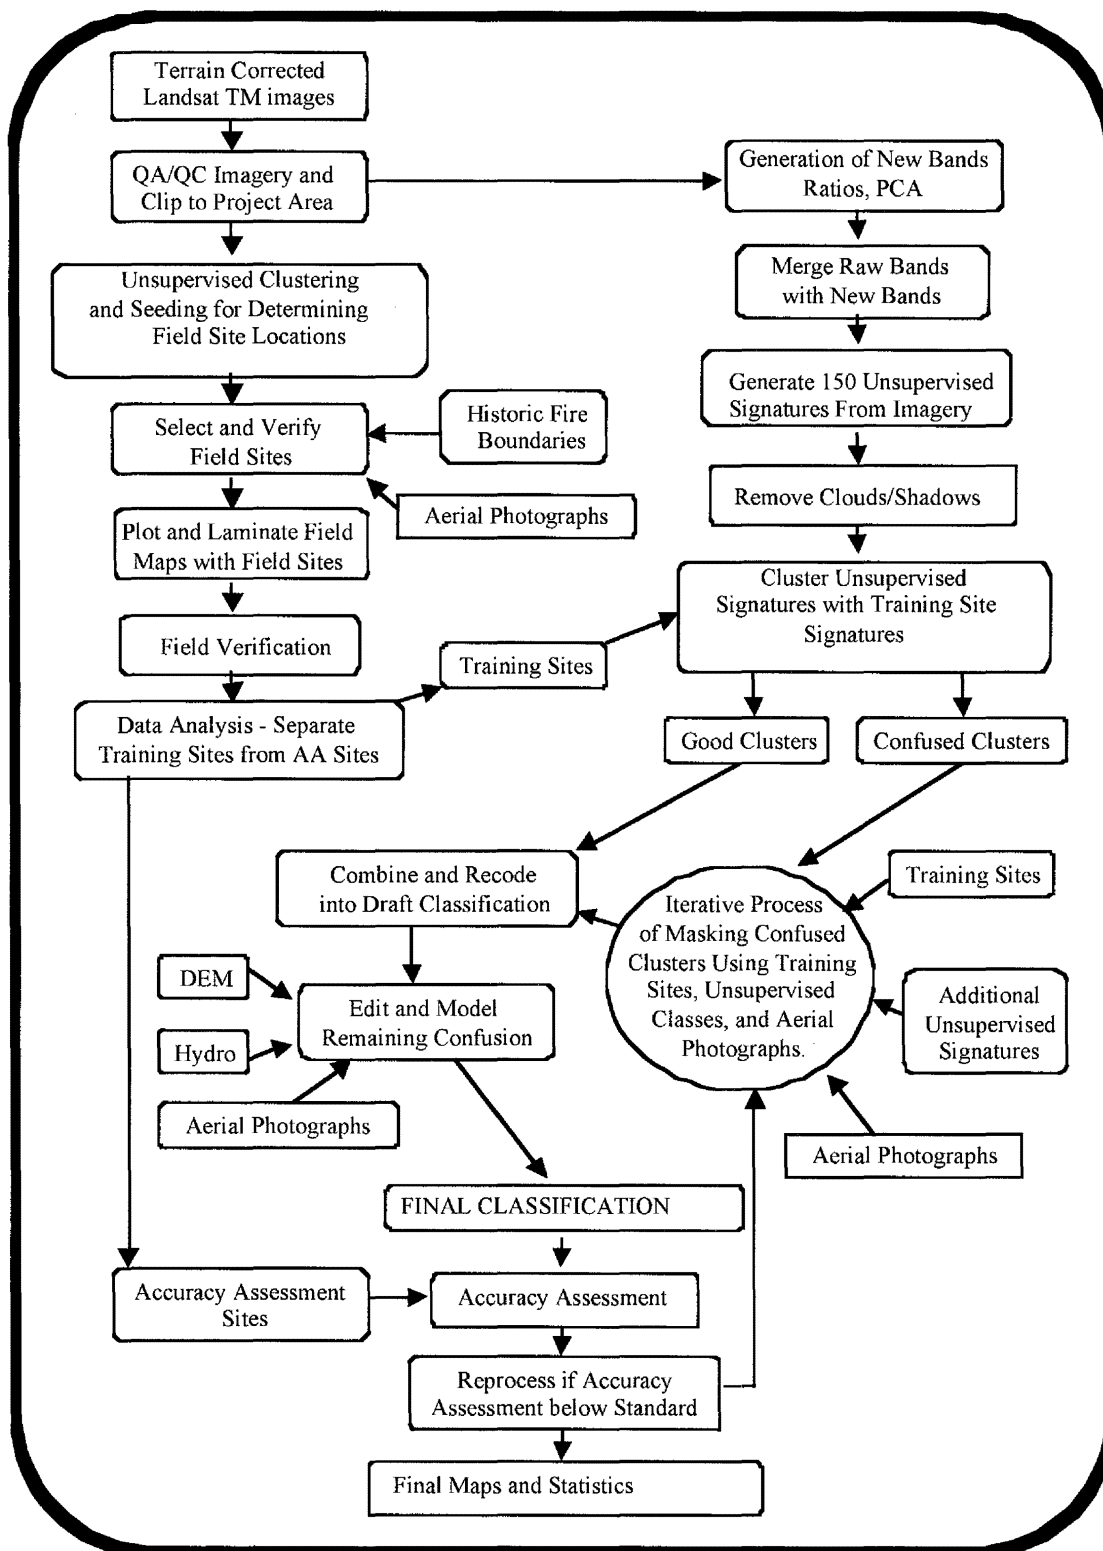 Terrain Corrected
Landsat TM images
QA/QC Imagery and
Clip to Project Area
Generation of New Bands
Ratios, PCA
Unsupervised Clustering
and Seeding for Determining
Field Site Locations
Merge Raw Bands
with New Bands
Generate 150 Unsupervised
Signatures From Imagery
Select and Verify
Field Sites
Historic Fire
Boundaries
Aerial Photographs
Remove Clouds/Shadows
Plot and Laminate Field
Maps with Field Sites
Cluster Unsupervised
Signatures with Training Site
Signatures
Field Verification
Training Sites
Data Analysis - Separate
Training Sites from AA Sites
Good Clusters
Confused Clusters
Combine and Recode
into Draft Classification
Iterative Process
of Masking Confused
Clusters Using Training
Sites, Unsupervised
Classes, and Aerial
Photographs.
Training Sites
DEM
Hydro
Aerial Photographs
Edit and Model
Remaining Confusion
Additional
Unsupervised
Signatures
Aerial Photographs
FINAL CLASSIFICATION
Accuracy Assessment
Sites
Accuracy Assessment
Reprocess if Accuracy
Assessment below Standard
Final Maps and Statistics